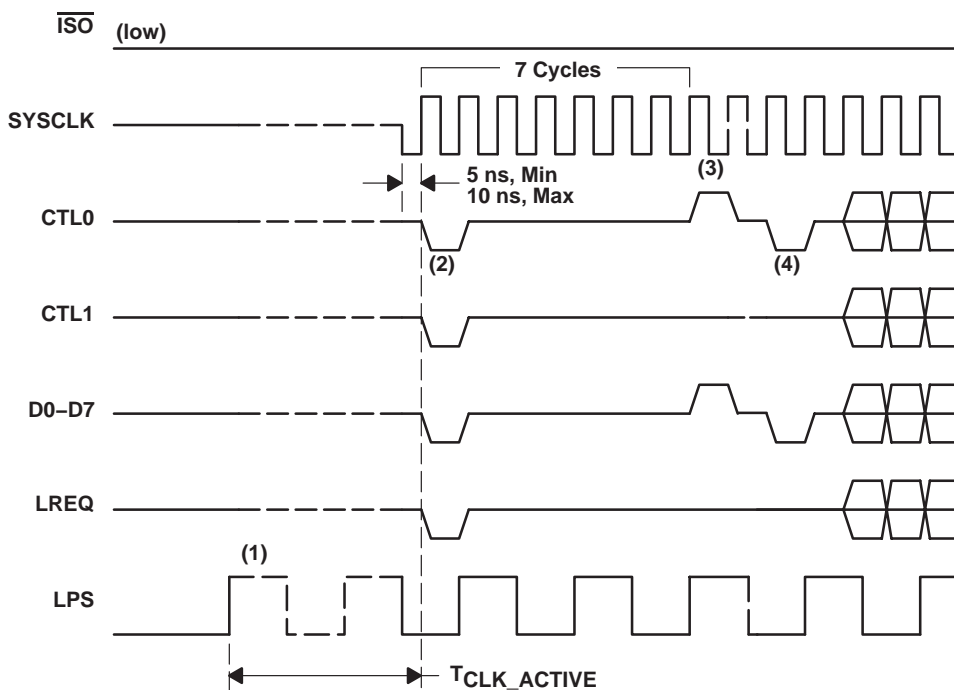 ISO (low)
7 Cycles
SYSCLK
(3)
5 ns, Min
10 ns, Max
CTL0
(2) (4)
CTL1
D0–D7
LREQ
(1)
LPS
TCLK_ACTIVE